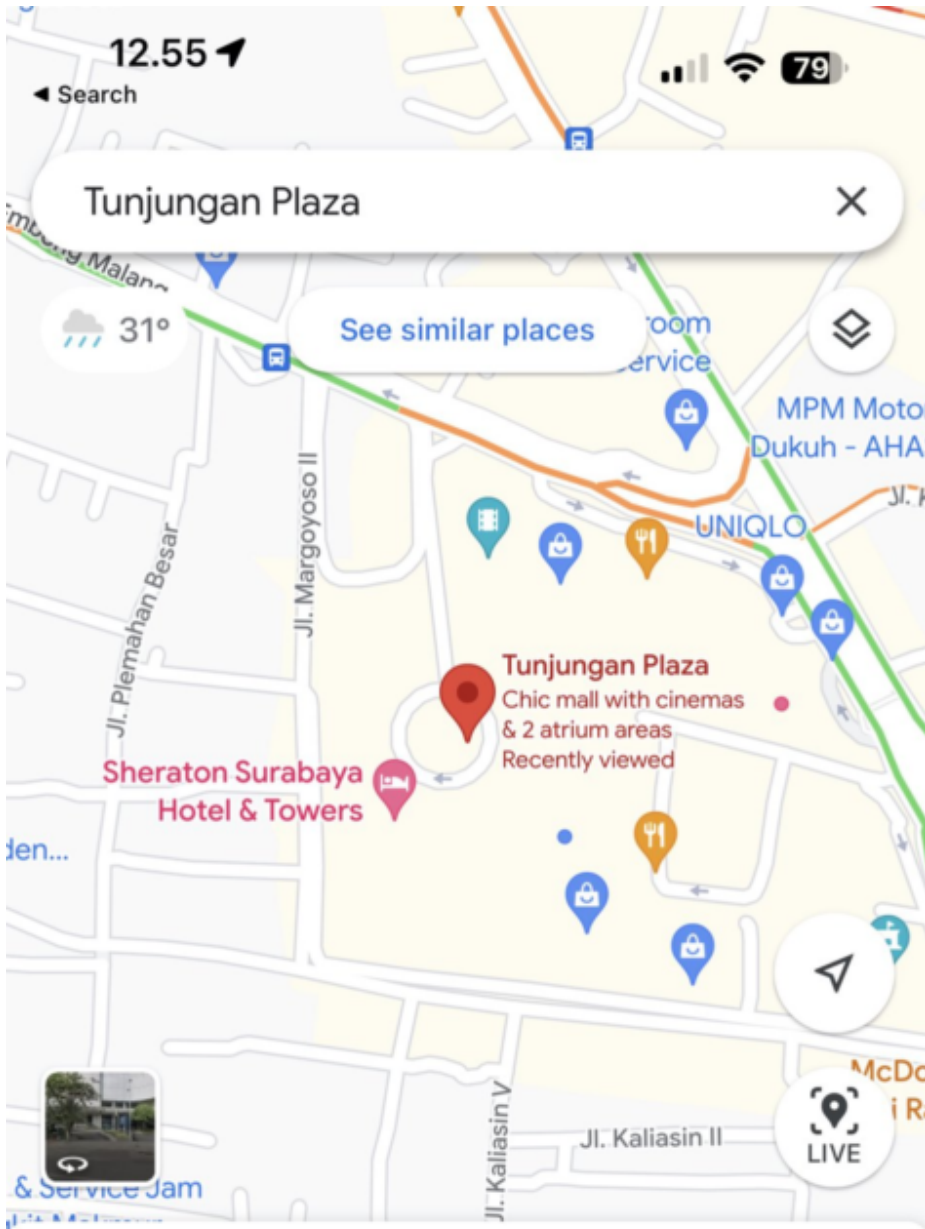 12.55
79
Search
Tunjungan Plaza
Malang
31°
See similar places
room
MPM Moto
Dukuh - AHA
UNIQLO
Jl.
Jl. Margoyoso II
Jl. Plemahan Besar
Tunjungan Plaza
Chic mall with cinemas
& 2 atrium areas
Recently viewed
Sheraton Surabaya
Hotel & Towers
den...
McDo
LIVE
Jl. Kaliasin V
Jl. Kaliasin II
& Service Jam